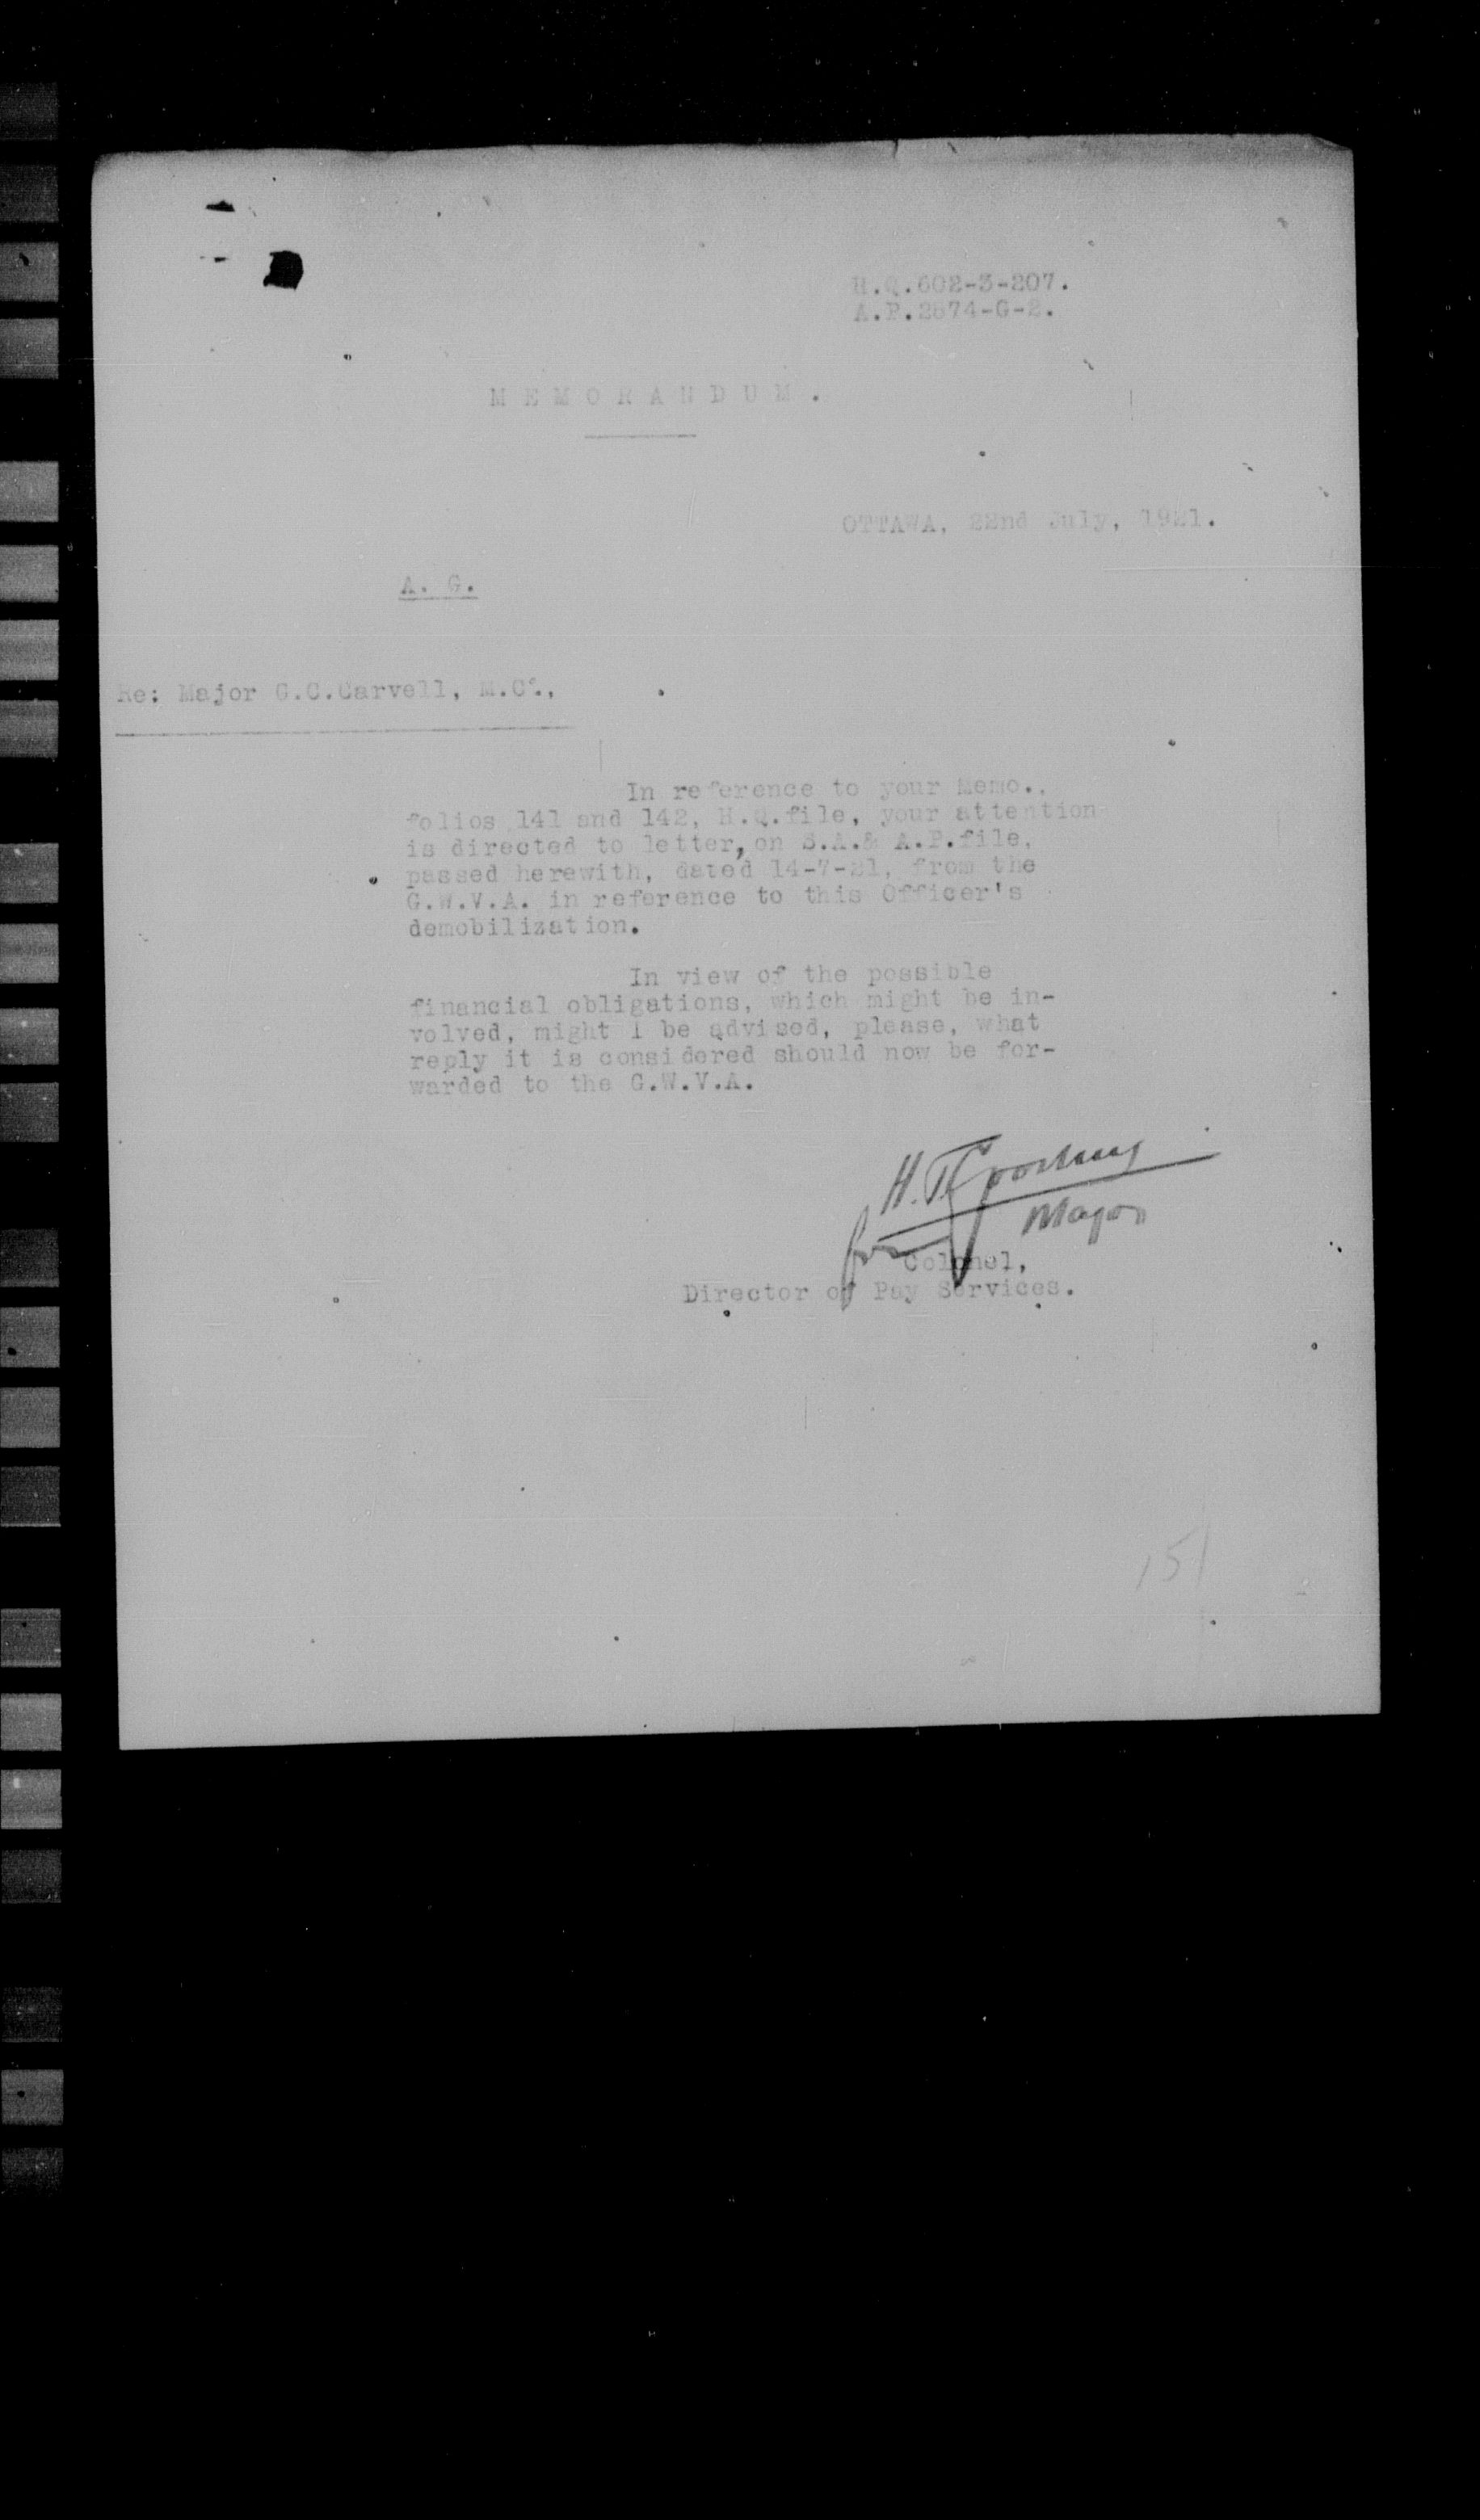 H.Q.602-3-207.
A.P.2874-G-2.
M E M O R A N D U M .
OTTAWA, 22nd July, 1921.
A. G.
Re: Major G.C.Carvell, M.C.,
In reference to your Memo.,
folios 141 and 142, H.Q.file, your attention
is directed to letter, on S.A.& A.P.file,
passed herewith, dated 14-7-21, from the
G.W.V.A. in reference to this Officer's
demobilization.
In view of the possible
financial obligations, which might be in-
volved, might I be advised, please, what
reply it is considered should now be for-
warded to the G.W.V.A.
H.T.
Major
for
Colonel,
Director of Pay Services.
151